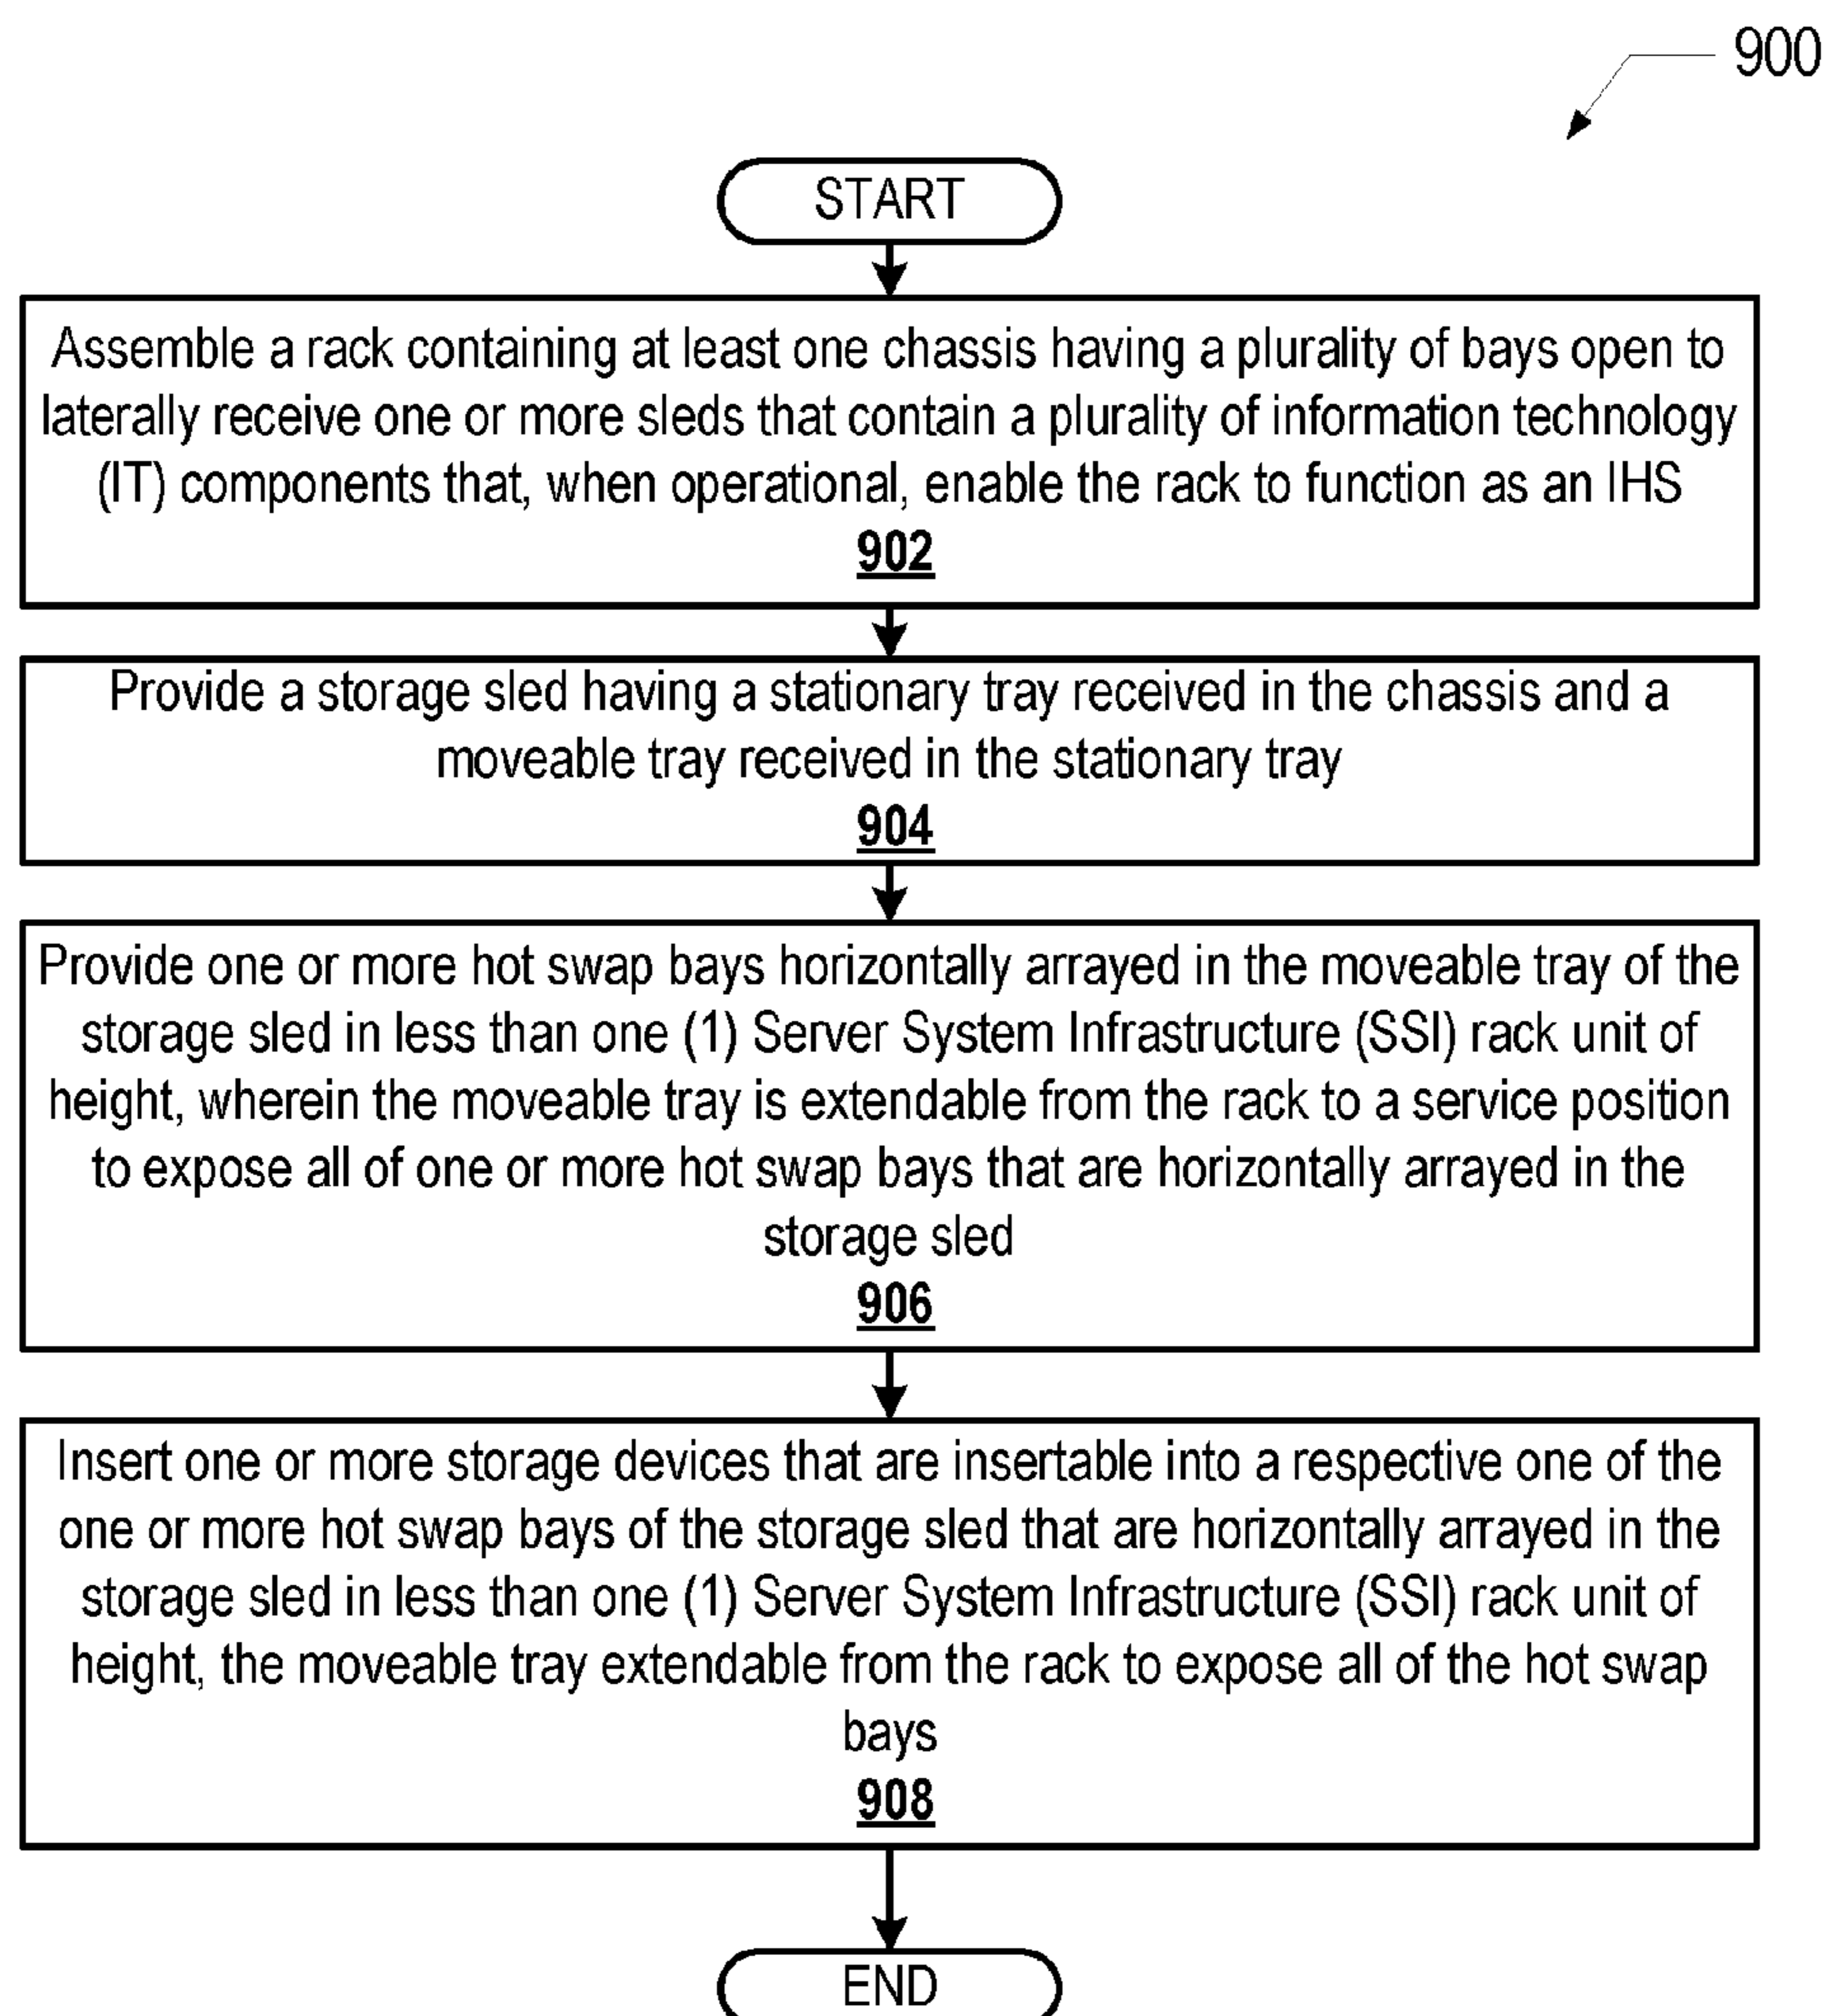 900
START
Assemble a rack containing at least one chassis having a plurality of bays open to
laterally receive one or more sleds that contain a plurality of information technology
(IT) components that, when operational, enable the rack to function as an IHS
902
Provide a storage sled having a stationary tray received in the chassis and a
moveable tray received in the stationary tray
904
Provide one or more hot swap bays horizontally arrayed in the moveable tray of the
storage sled in less than one (1) Server System Infrastructure (SSI) rack unit of
height, wherein the moveable tray is extendable from the rack to a service position
to expose all of one or more hot swap bays that are horizontally arrayed in the
storage sled
906
Insert one or more storage devices that are insertable into a respective one of the
one or more hot swap bays of the storage sled that are horizontally arrayed in the
storage sled in less than one (1) Server System Infrastructure (SSI) rack unit of
height, the moveable tray extendable from the rack to expose all of the hot swap
bays
908
END